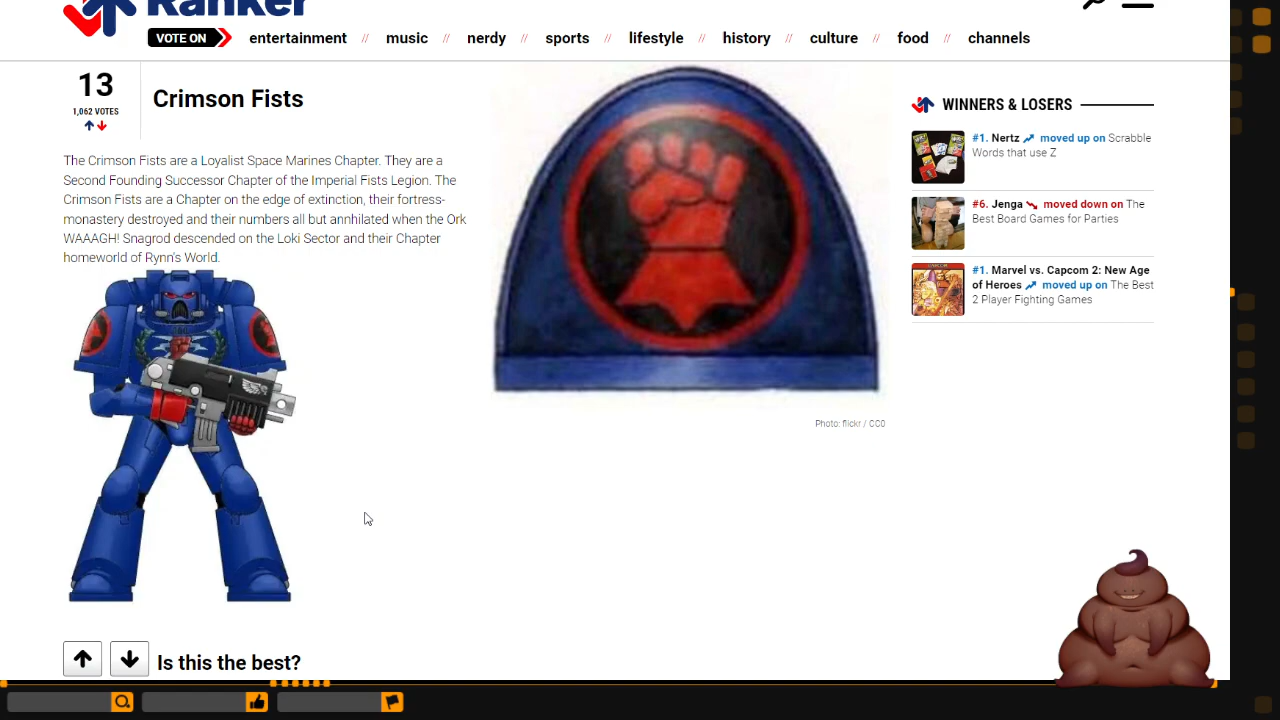 Ranker
VOTE ON entertainment // music // nerdy // sports // lifestyle // history // culture // food // channels
13
1,062 VOTES
Crimson Fists
The Crimson Fists are a Loyalist Space Marines Chapter. They are a
Second Founding Successor Chapter of the Imperial Fists Legion. The
Crimson Fists are a Chapter on the edge of extinction, their fortress-
monastery destroyed and their numbers all but annhilated when the Ork
WAAAGH! Snagrod descended on the Loki Sector and their Chapter
homeworld of Rynn's World.
Photo: flickr / CC0
WINNERS & LOSERS
#1. Nertz moved up on Scrabble
Words that use Z
#6. Jenga moved down on The
Best Board Games for Parties
#1. Marvel vs. Capcom 2: New Age
of Heroes moved up on The Best
2 Player Fighting Games
Is this the best?